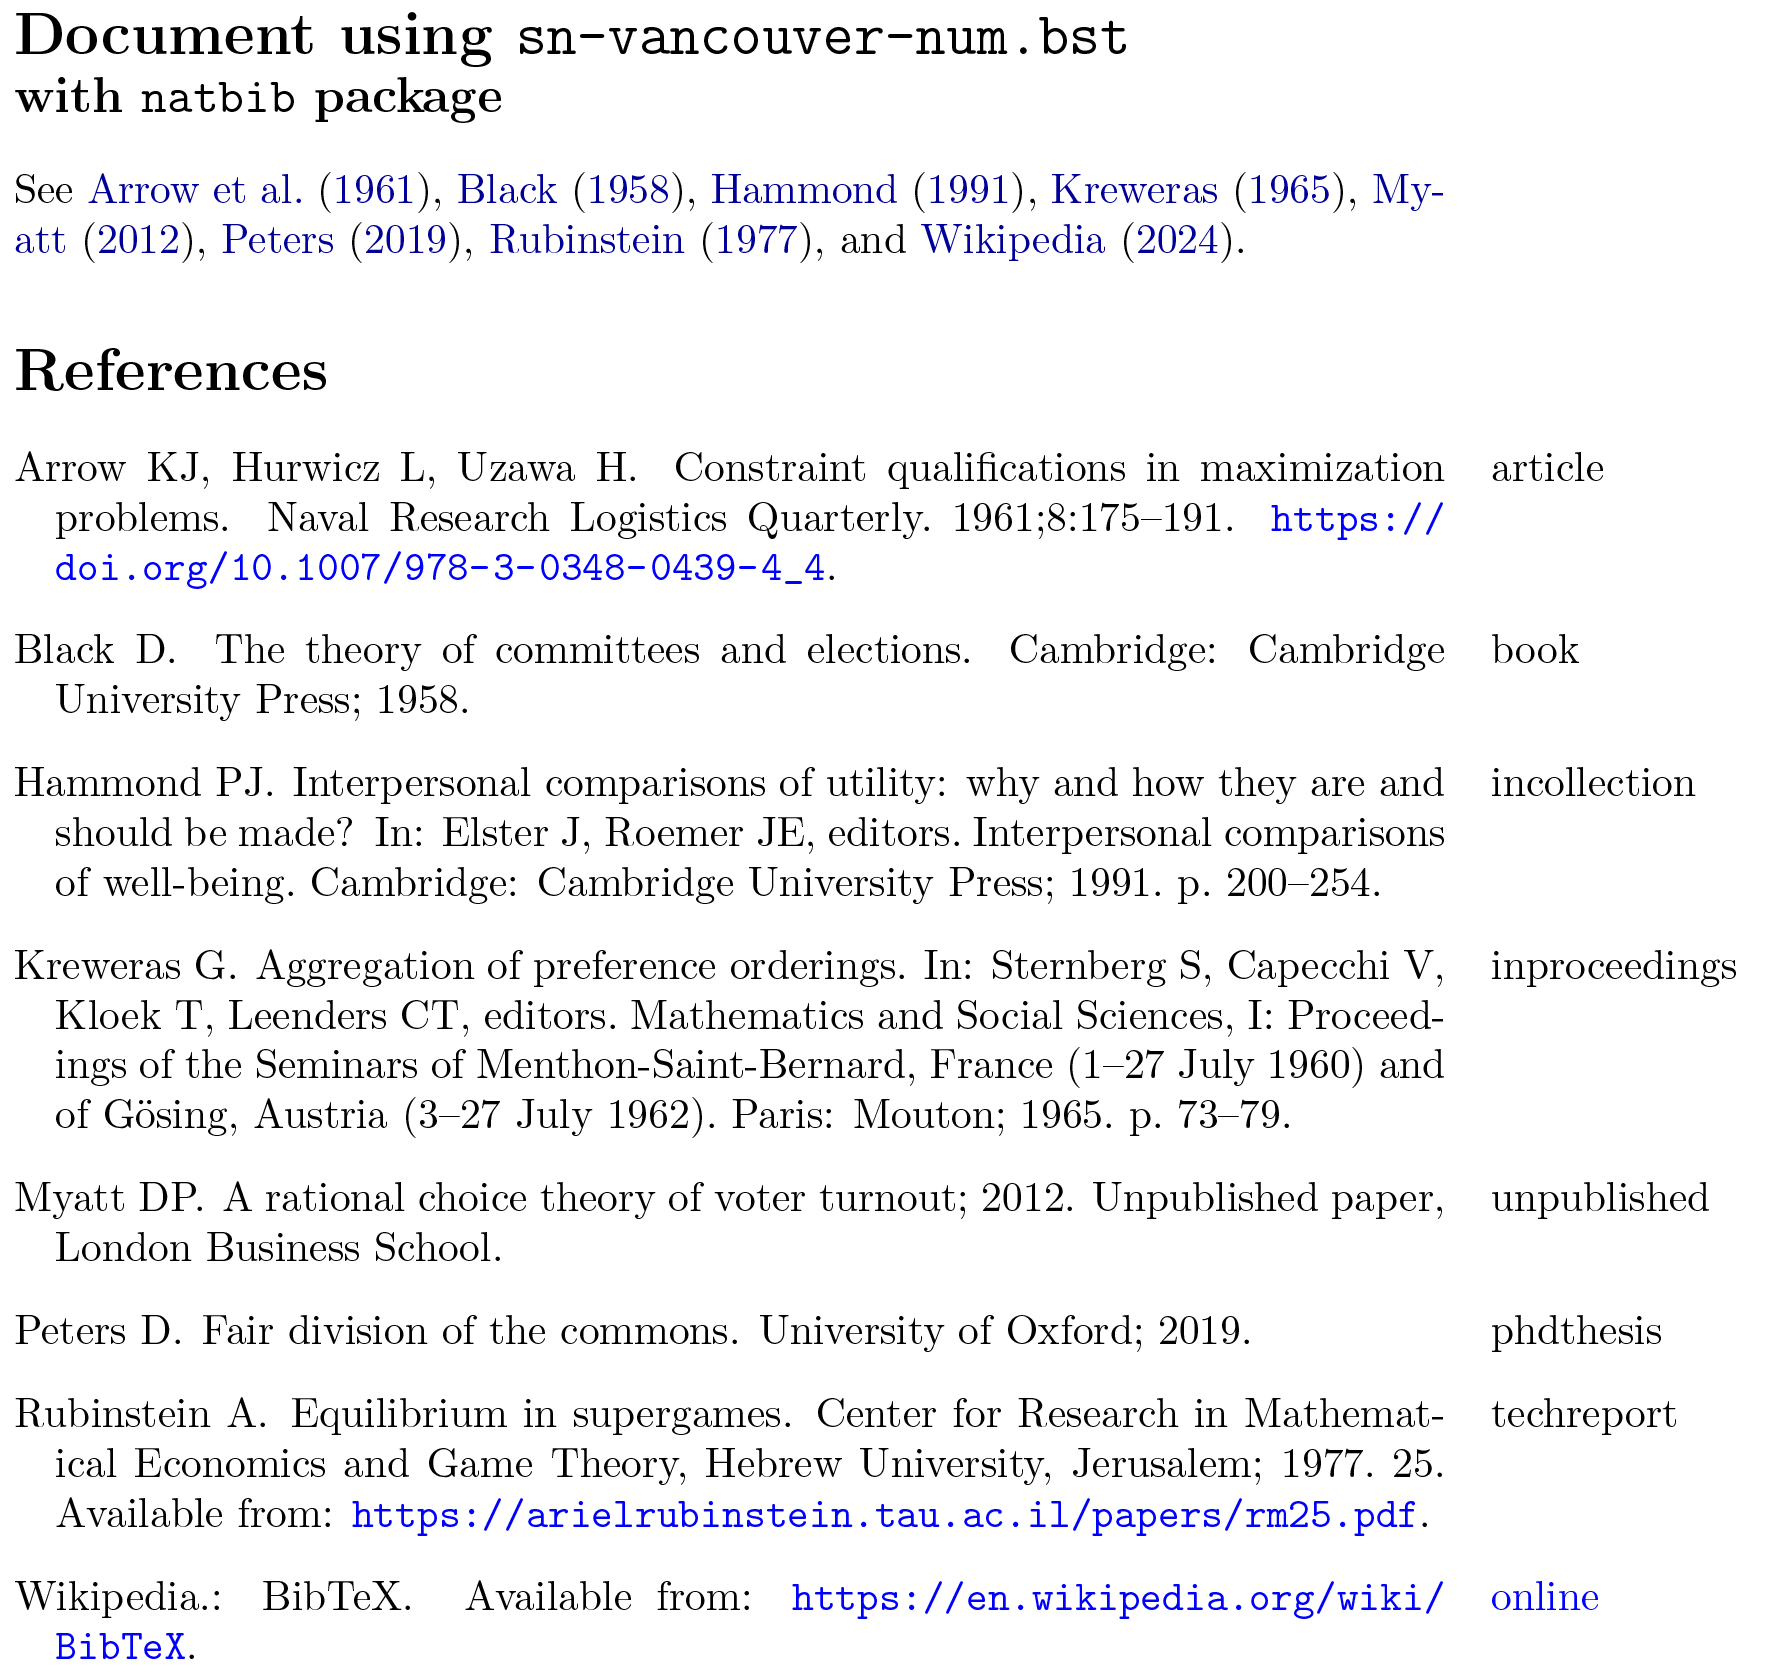 Document using sn-vancouver-num.bst
with natbib package
See Arrow et al. (1961), Black (1958), Hammond (1991), Kreweras (1965), My-
att (2012), Peters (2019), Rubinstein (1977), and Wikipedia (2024).
References
Arrow KJ, Hurwicz L, Uzawa H. Constraint qualifications in maximization article
problems. Naval Research Logistics Quarterly. 1961;8:175–191. https://
doi.org/10.1007/978-3-0348-0439-4_4.
Black D. The theory of committees and elections. Cambridge: Cambridge book
University Press; 1958.
Hammond PJ. Interpersonal comparisons of utility: why and how they are and incollection
should be made? In: Elster J, Roemer JE, editors. Interpersonal comparisons
of well-being. Cambridge: Cambridge University Press; 1991. p. 200–254.
Kreweras G. Aggregation of preference orderings. In: Sternberg S, Capecchi V, inproceedings
Kloek T, Leenders CT, editors. Mathematics and Social Sciences, I: Proceed-
ings of the Seminars of Menthon-Saint-Bernard, France (1–27 July 1960) and
of Gösing, Austria (3–27 July 1962). Paris: Mouton; 1965. p. 73–79.
Myatt DP. A rational choice theory of voter turnout; 2012. Unpublished paper, unpublished
London Business School.
Peters D. Fair division of the commons. University of Oxford; 2019. phdthesis
Rubinstein A. Equilibrium in supergames. Center for Research in Mathemat- techreport
ical Economics and Game Theory, Hebrew University, Jerusalem; 1977. 25.
Available from: https://arielrubinstein.tau.ac.il/papers/rm25.pdf.
Wikipedia.: BibTeX. Available from: https://en.wikipedia.org/wiki/ online
BibTeX.